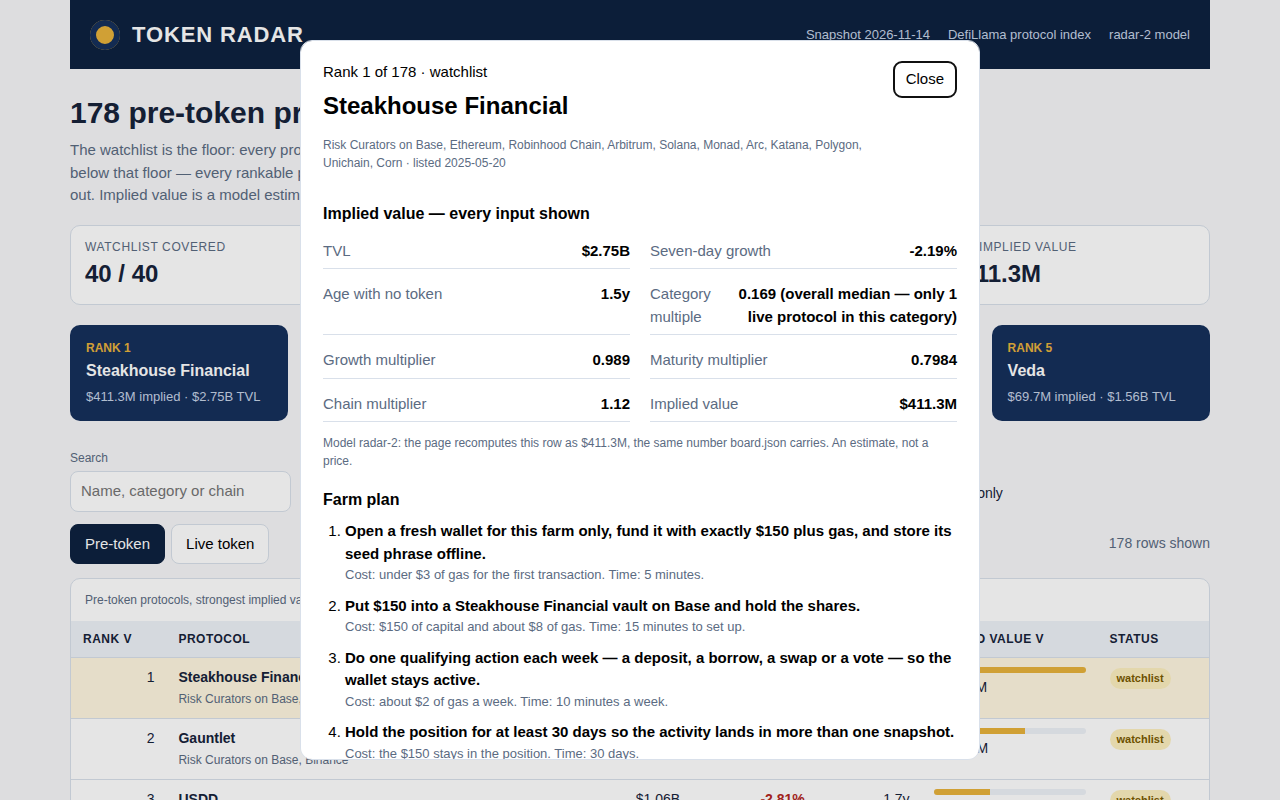 TOKEN RADAR
Snapshot 2026-11-14 DefiLlama protocol index radar-2 model
178 pre-token
The watchlist is the floor: every
below that floor — every rankable
out. Implied value is a model
WATCHLIST COVERED
40 / 40
IMPLIED VALUE
11.3M
RANK 1
Steakhouse Financial
$411.3M implied · $2.75B TVL
RANK 5
Veda
$69.7M implied · $1.56B TVL
Search
Name, category or chain
only
Pre-token Live token
178 rows shown
Pre-token protocols, strongest implied
RANK V PROTOCOL VALUE V STATUS
1 Steakhouse
Risk Curators on Base,
watchlist
2 Gauntlet
Risk Curators on Base, Binance
watchlist
3 USDD $1.06B -2.81% 1.7y
watchlist
Rank 1 of 178 · watchlist
Close
Steakhouse Financial
Risk Curators on Base, Ethereum, Robinhood Chain, Arbitrum, Solana, Monad, Arc, Katana, Polygon,
Unichain, Corn · listed 2025-05-20
Implied value — every input shown
TVL $2.75B
Seven-day growth -2.19%
Age with no token 1.5y
Category multiple 0.169 (overall median — only 1
live protocol in this category)
Growth multiplier 0.989
Maturity multiplier 0.7984
Chain multiplier 1.12
Implied value $411.3M
Model radar-2: the page recomputes this row as $411.3M, the same number board.json carries. An estimate, not a
price.
Farm plan
1. Open a fresh wallet for this farm only, fund it with exactly $150 plus gas, and store its
seed phrase offline.
Cost: under $3 of gas for the first transaction. Time: 5 minutes.
2. Put $150 into a Steakhouse Financial vault on Base and hold the shares.
Cost: $150 of capital and about $8 of gas. Time: 15 minutes to set up.
3. Do one qualifying action each week — a deposit, a borrow, a swap or a vote — so the
wallet stays active.
Cost: about $2 of gas a week. Time: 10 minutes a week.
4. Hold the position for at least 30 days so the activity lands in more than one snapshot.
Cost: the $150 stays in the position. Time: 30 days.